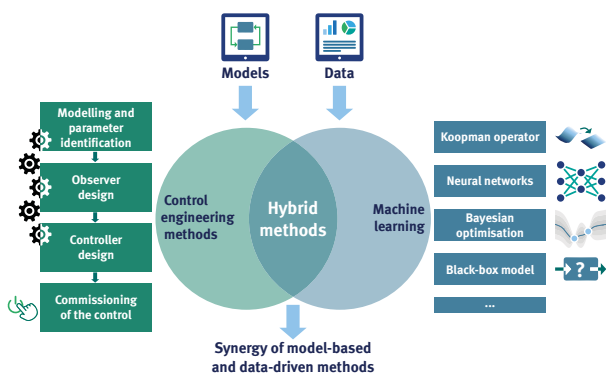 Models
Data
Modelling and
parameter
identification
Observer
design
Controller
design
Commissioning
of the control
Control
engineering
methods
Hybrid
methods
Machine
learning
Koopman operator
Neural networks
Bayesian
optimisation
Black-box model
?
...
Synergy of model-based
and data-driven methods